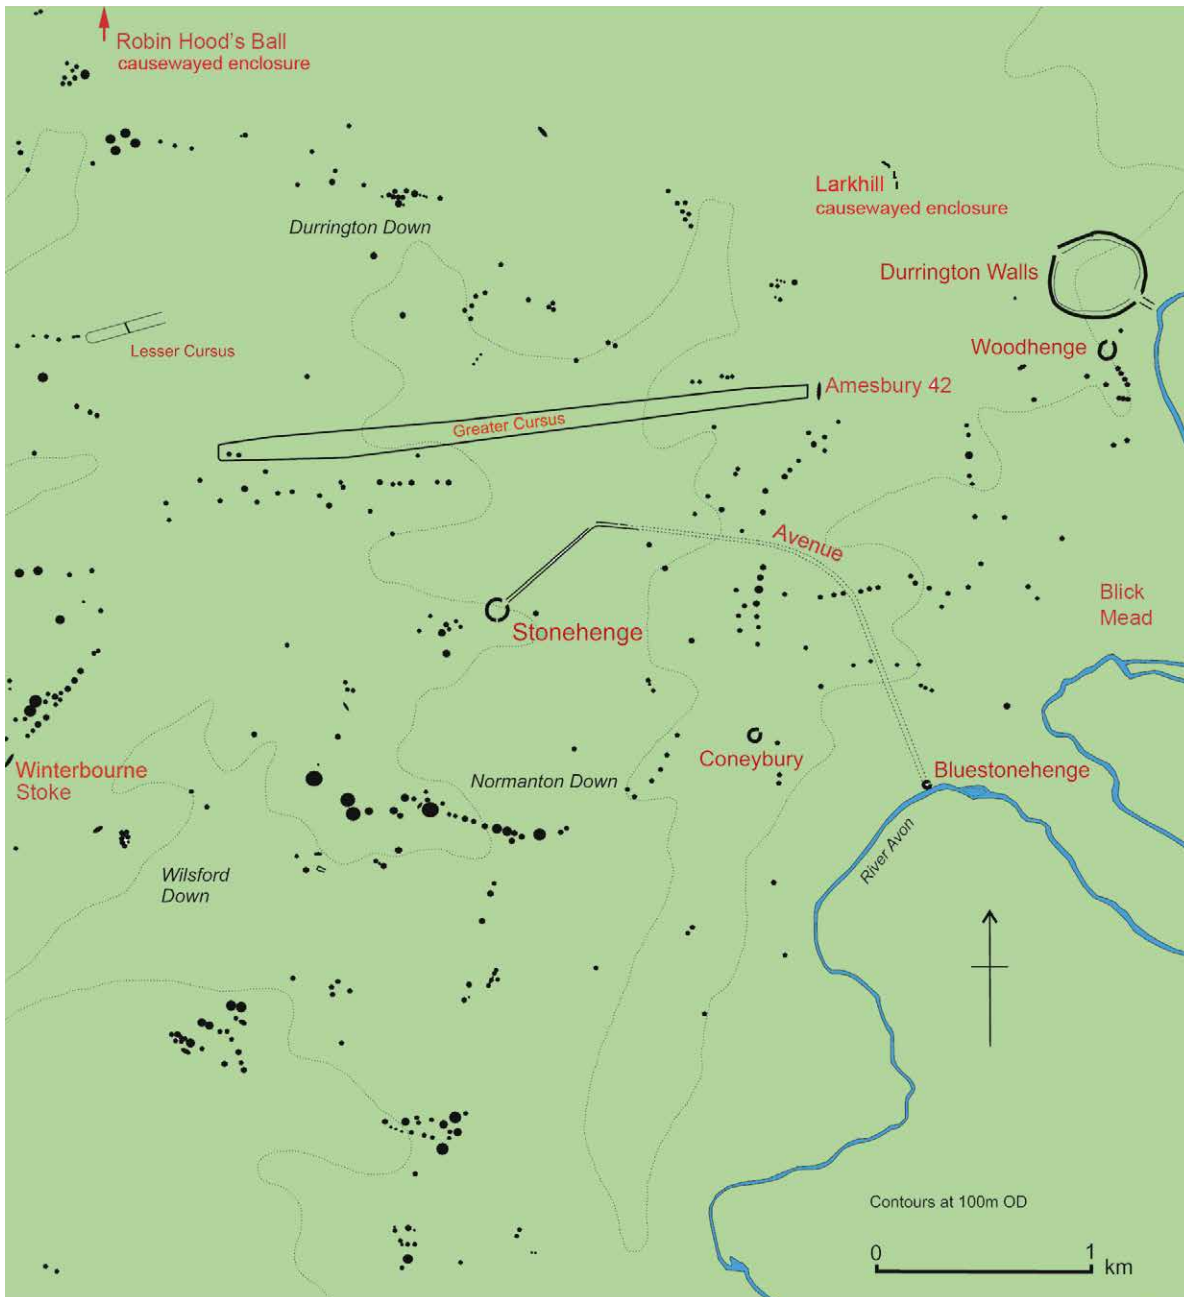 Robin Hood's Ball
causewayed enclosure
Larkhill
causewayed enclosure
Durrington Down
Durrington Walls
Woodhenge
Lesser Cursus
Amesbury 42
Greater Cursus
Avenue
Blick
Mead
Stonehenge
Winterbourne
Stoke
Normanton Down
Coneybury
Bluestonehenge
River Avon
Wilsford
Down
Contours at 100m OD
0 1
km